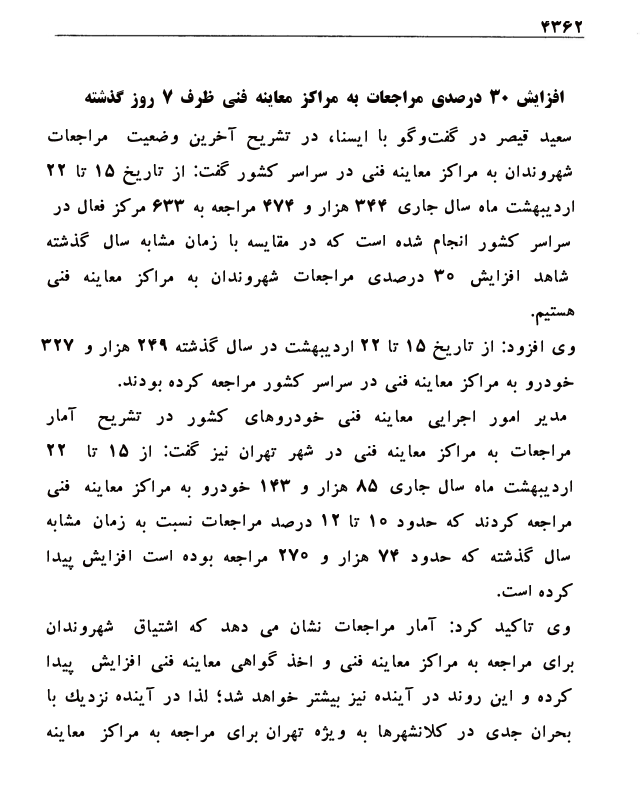 ۴۳۶۲
افزایش ۳۰ درصدی مراجعات به مراکز معاینه فنی ظرف ۷ روز گذشته
سعید قیصر در گفت‌وگو با ایسنا، در تشریح آخرین وضعیت مراجعات
شهروندان به مراکز معاینه فنی در سراسر کشور گفت: از تاریخ ۱۵ تا ۲۲
اردیبهشت ماه سال جاری ۳۴۴ هزار و ۴۷۴ مراجعه به ۶۳۳ مرکز فعال در
سراسر کشور انجام شده است که در مقایسه با زمان مشابه سال گذشته
شاهد افزایش ۳۰ درصدی مراجعات شهروندان به مراکز معاینه فنی
هستیم.
وی افزود: از تاریخ ۱۵ تا ۲۲ اردیبهشت در سال گذشته ۲۴۹ هزار و ۳۲۷
خودرو به مراکز معاینه فنی در سراسر کشور مراجعه کرده بودند.
مدیر امور اجرایی معاینه فنی خودروهای کشور در تشریح آمار
مراجعات به مراکز معاینه فنی در شهر تهران نیز گفت: از ۱۵ تا ۲۲
اردیبهشت ماه سال جاری ۸۵ هزار و ۱۴۳ خودرو به مراکز معاینه فنی
مراجعه کردند که حدود ۱۰ تا ۱۲ درصد مراجعات نسبت به زمان مشابه
سال گذشته که حدود ۷۴ هزار و ۲۷۰ مراجعه بوده است افزایش پیدا
کرده است.
وی تاکید کرد: آمار مراجعات نشان می دهد که اشتیاق شهروندان
برای مراجعه به مراکز معاینه فنی و اخذ گواهی معاینه فنی افزایش پیدا
کرده و این روند در آینده نیز بیشتر خواهد شد؛ لذا در آینده نزدیك با
بحران جدی در کلانشهرها به ویژه تهران برای مراجعه به مراکز معاینه